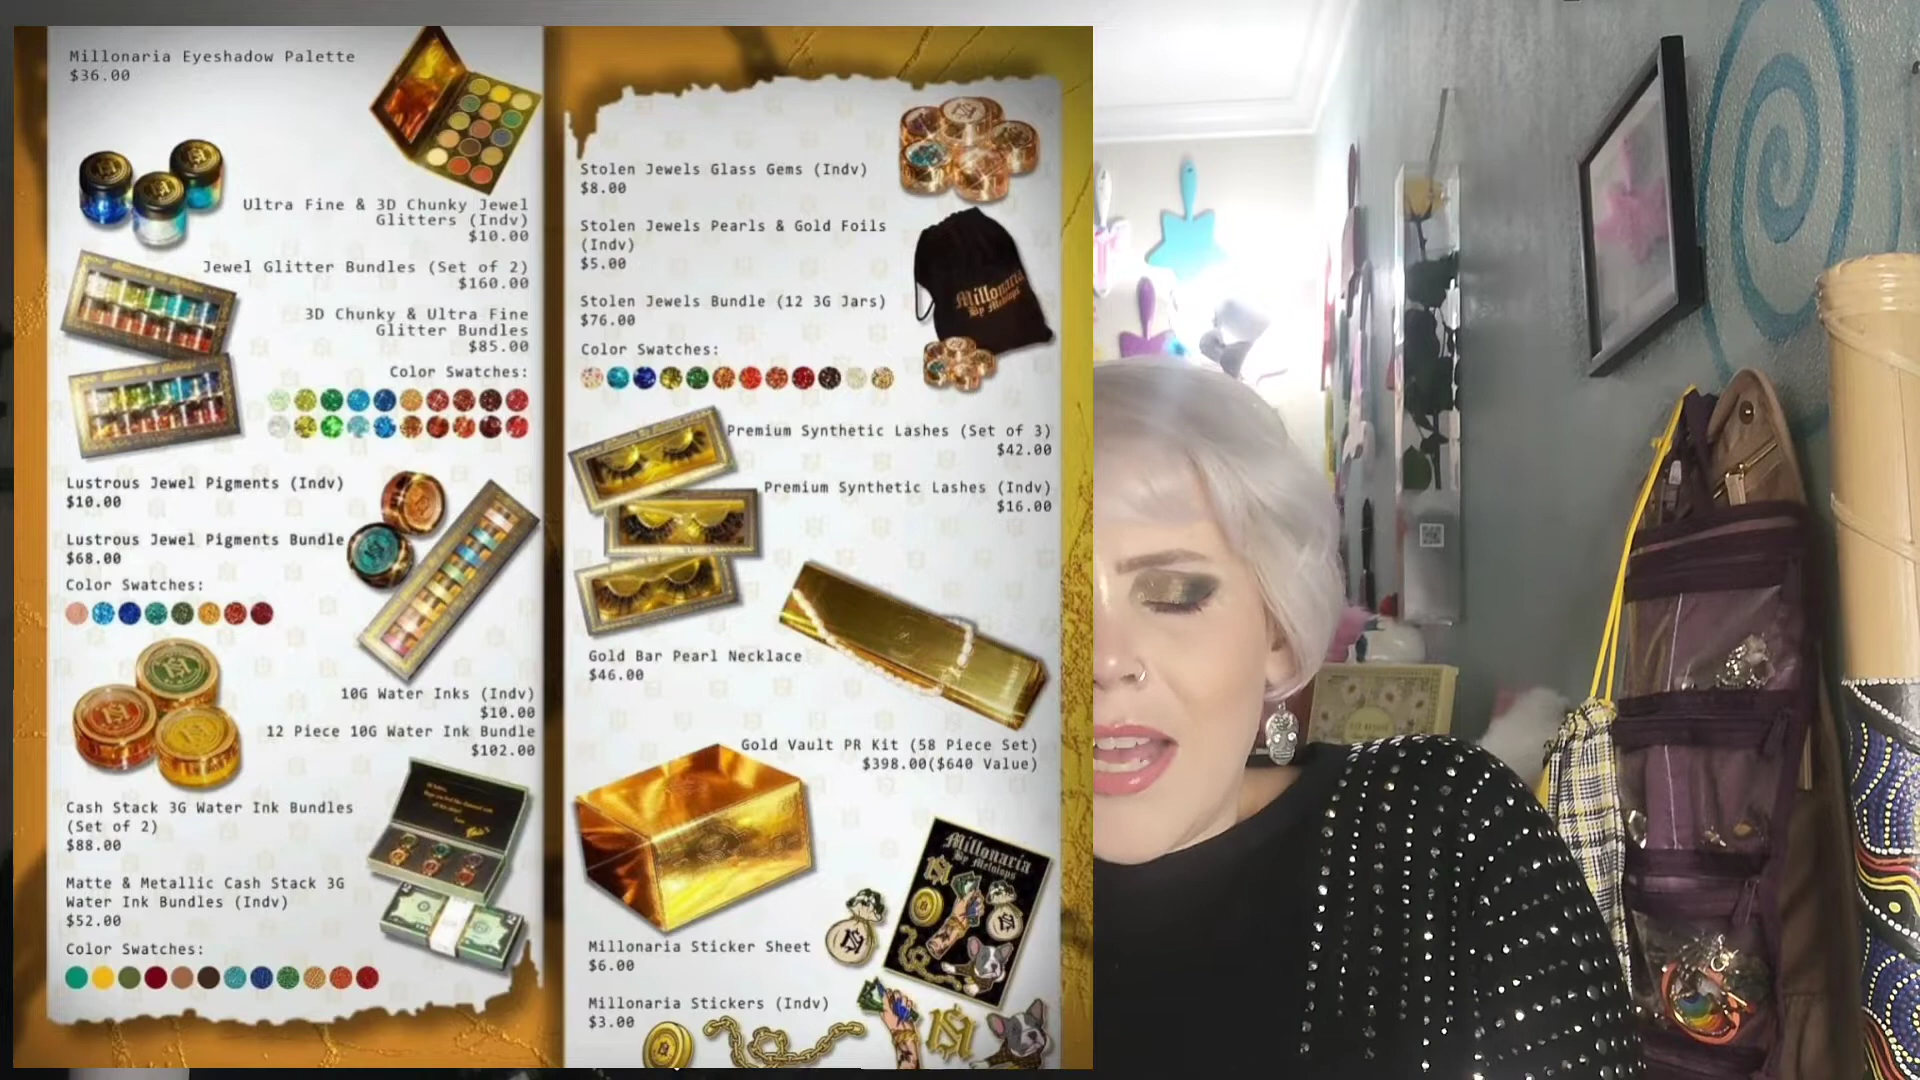 Millonaria Eyeshadow Palette
$36.00
Ultra Fine & 3D Chunky Jewel
Glitters (Indv)
$10.00
Jewel Glitter Bundles (Set of 2)
$160.00
3D Chunky & Ultra Fine
Glitter Bundles
$85.00
Color Swatches:
Lustrous Jewel Pigments (Indv)
$10.00
Lustrous Jewel Pigments Bundle
$68.00
Color Swatches:
10G Water Inks (Indv)
$10.00
12 Piece 10G Water Ink Bundle
$102.00
Cash Stack 3G Water Ink Bundles
(Set of 2)
$88.00
Matte & Metallic Cash Stack 3G
Water Ink Bundles (Indv)
$52.00
Color Swatches:
Stolen Jewels Glass Gems (Indv)
$8.00
Stolen Jewels Pearls & Gold Foils
(Indv)
$5.00
Stolen Jewels Bundle (12 3G Jars)
$76.00
Color Swatches:
Millonaria
By Melolops
Premium Synthetic Lashes (Set of 3)
$42.00
Premium Synthetic Lashes (Indv)
$16.00
Gold Bar Pearl Necklace
$46.00
Gold Vault PR Kit (58 Piece Set)
$398.00($640 Value)
Millonaria
By Melolops
Millonaria Sticker Sheet
$6.00
Millonaria Stickers (Indv)
$3.00